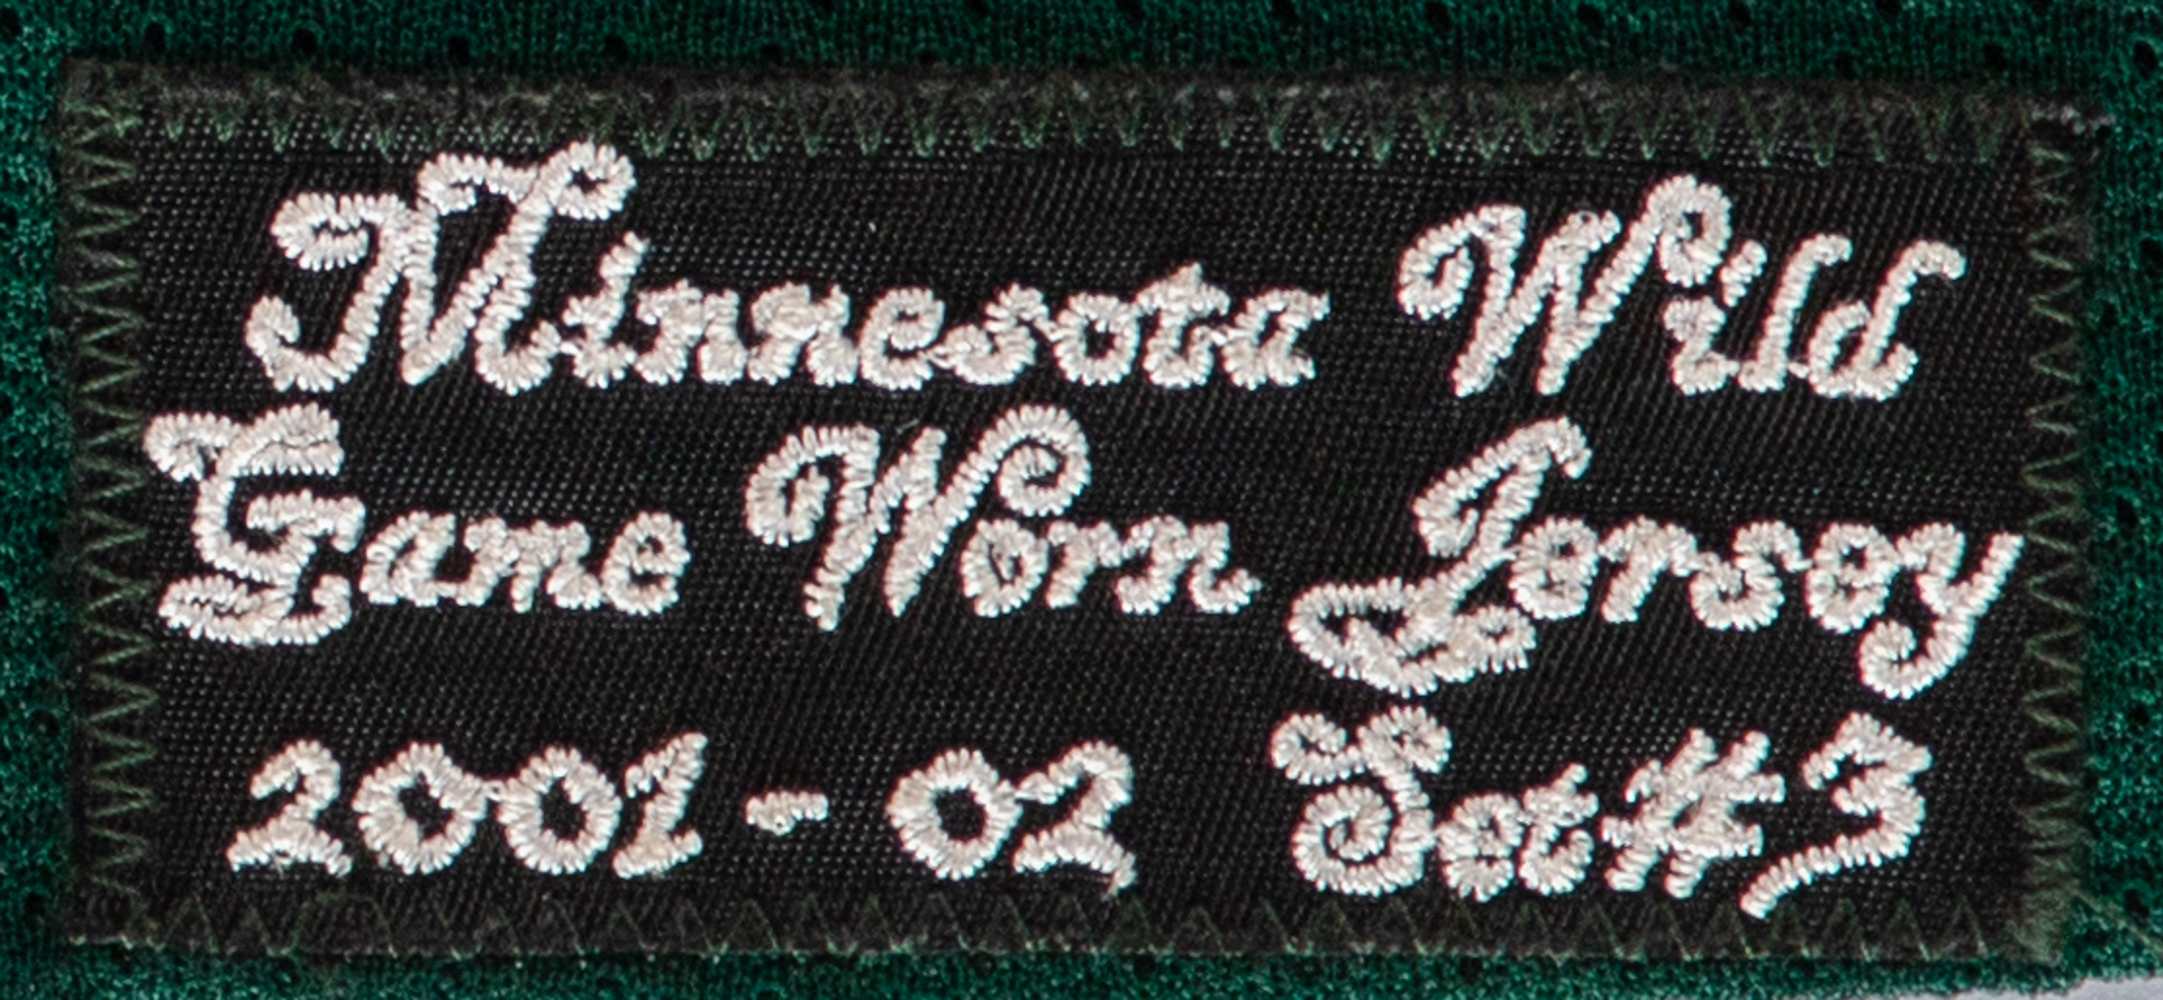 Minnesota Wild
Game Worn Jersey
2001-02 Set#3